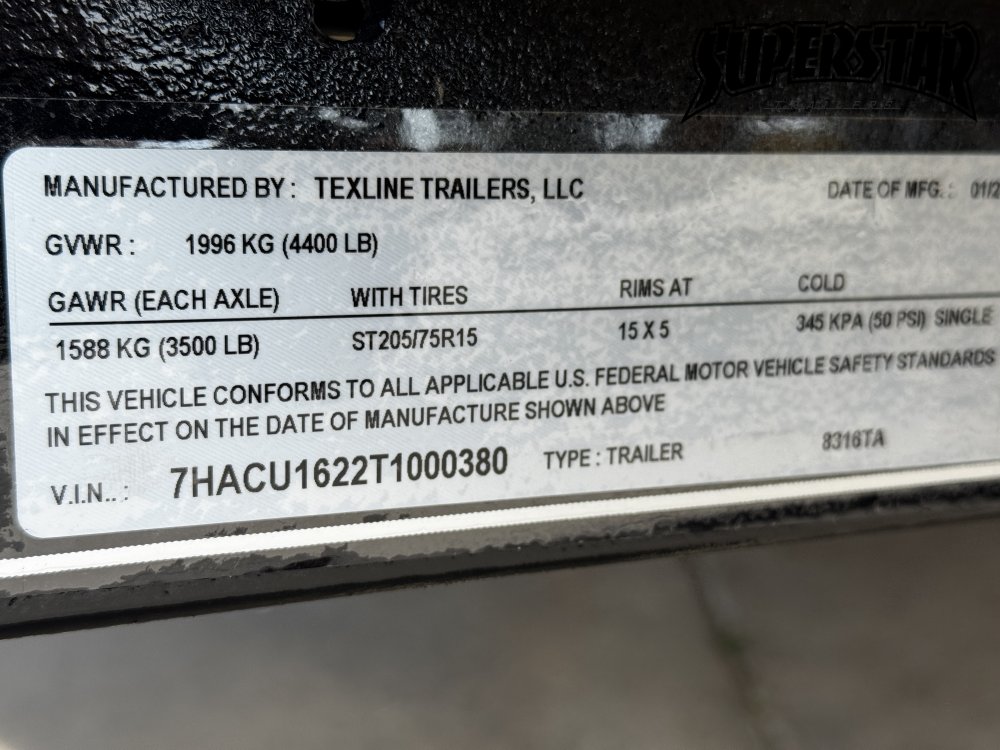 SUPERSTAR
TRAILERS
MANUFACTURED BY : TEXLINE TRAILERS, LLC DATE OF MFG. : 01/2
GVWR : 1996 KG (4400 LB)
GAWR (EACH AXLE) WITH TIRES RIMS AT COLD
1588 KG (3500 LB) ST205/75R15 15 X 5 345 KPA (50 PSI) SINGLE
THIS VEHICLE CONFORMS TO ALL APPLICABLE U.S. FEDERAL MOTOR VEHICLE SAFETY STANDARDS
IN EFFECT ON THE DATE OF MANUFACTURE SHOWN ABOVE
V.I.N.. : 7HACU1622T1000380 TYPE : TRAILER 8316TA